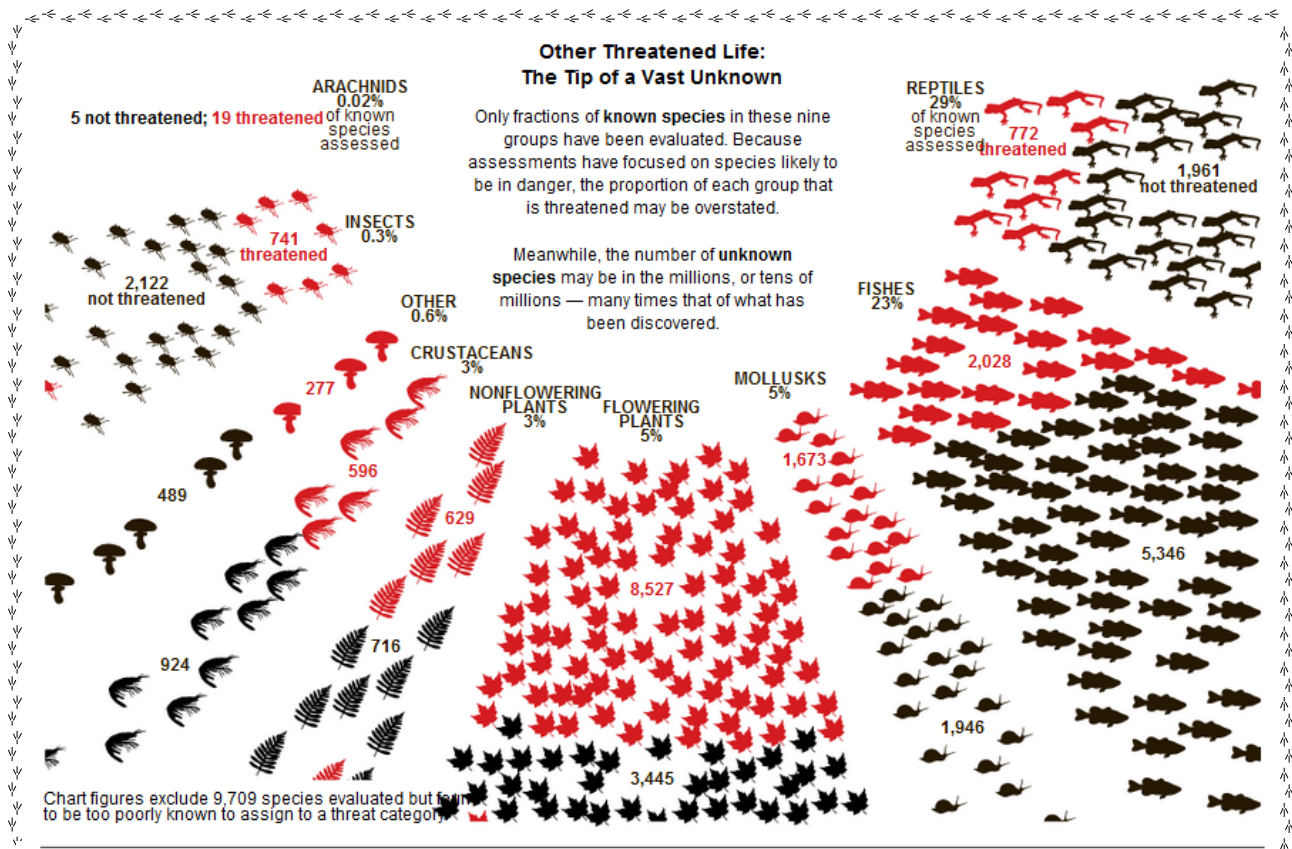 Other Threatened Life:
The Tip of a Vast Unknown
Only fractions of known species in these nine
groups have been evaluated. Because
assessments have focused on species likely to
be in danger, the proportion of each group that
is threatened may be overstated.
Meanwhile, the number of unknown
species may be in the millions, or tens of
millions — many times that of what has
been discovered.
ARACHNIDS
0.02%
of known
species
assessed
5 not threatened; 19 threatened
INSECTS
0.3%
741
threatened
2,122
not threatened
OTHER
0.6%
277
489
CRUSTACEANS
3%
596
924
NONFLOWERING
PLANTS
3%
629
716
FLOWERING
PLANTS
5%
8,527
3,445
MOLLUSKS
5%
1,673
1,946
FISHES
23%
2,028
5,346
REPTILES
29%
of known
species
assessed
772
threatened
1,961
not threatened
Chart figures exclude 9,709 species evaluated but
to be too poorly known to assign to a threat category.